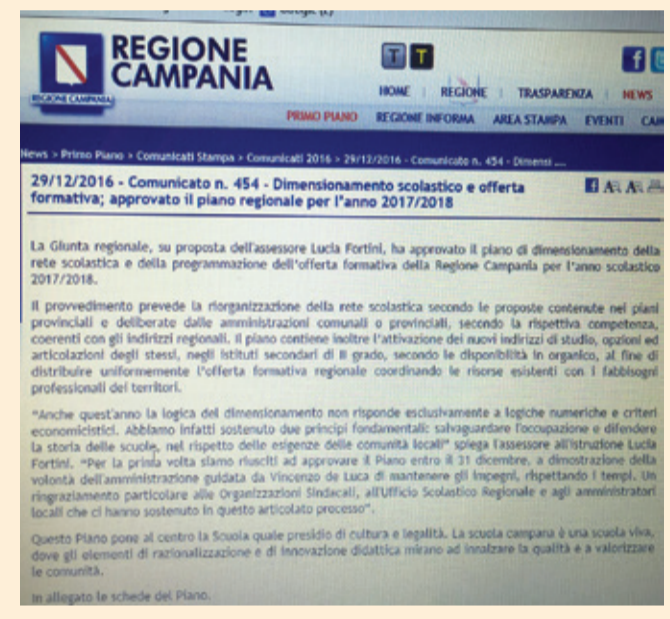 REGIONE
CAMPANIA
REGIONE CAMPANIA
T T
f
HOME | REGIONE | TRASPARENZA | NEWS
PRIMO PIANO REGIONE INFORMA AREA STAMPA EVENTI
News > Primo Piano > Comunicati Stampa > Comunicati 2016 > 29/12/2016 - Comunicato n. 454 - Dimensi ....
29/12/2016 - Comunicato n. 454 - Dimensionamento scolastico e offerta
formativa; approvato il piano regionale per l'anno 2017/2018
La Giunta regionale, su proposta dell'assessore Lucia Fortini, ha approvato il piano di dimensionamento della
rete scolastica e della programmazione dell'offerta formativa della Regione Campania per l'anno scolastico
2017/2018.
Il provvedimento prevede la riorganizzazione della rete scolastica secondo le proposte contenute nei piani
provinciali e deliberate dalle amministrazioni comunali o provinciali, secondo la rispettiva competenza,
coerenti con gli indirizzi regionali. Il piano contiene inoltre l'attivazione dei nuovi indirizzi di studio, opzioni ed
articolazioni degli stessi, negli istituti secondari di II grado, secondo le disponibilità in organico, al fine di
distribuire uniformemente l'offerta formativa regionale coordinando le risorse esistenti con i fabbisogni
professionali dei territori.
"Anche quest'anno la logica del dimensionamento non risponde esclusivamente a logiche numeriche e criteri
economicistici. Abbiamo infatti sostenuto due principi fondamentali: salvaguardare l'occupazione e difendere
la storia delle scuole, nel rispetto delle esigenze delle comunità locali" spiega l'assessore all'istruzione Lucia
Fortini. "Per la prima volta siamo riusciti ad approvare il Piano entro il 31 dicembre, a dimostrazione della
volontà dell'amministrazione guidata da Vincenzo de Luca di mantenere gli impegni, rispettando i tempi. Un
ringraziamento particolare alle Organizzazioni Sindacali, all'Ufficio Scolastico Regionale e agli amministratori
locali che ci hanno sostenuto in questo articolato processo".
Questo Piano pone al centro la Scuola quale presidio di cultura e legalità. La scuola campana è una scuola viva,
dove gli elementi di razionalizzazione e di innovazione didattica mirano ad innalzare la qualità e a valorizzare
le comunità.
In allegato le schede del Piano.